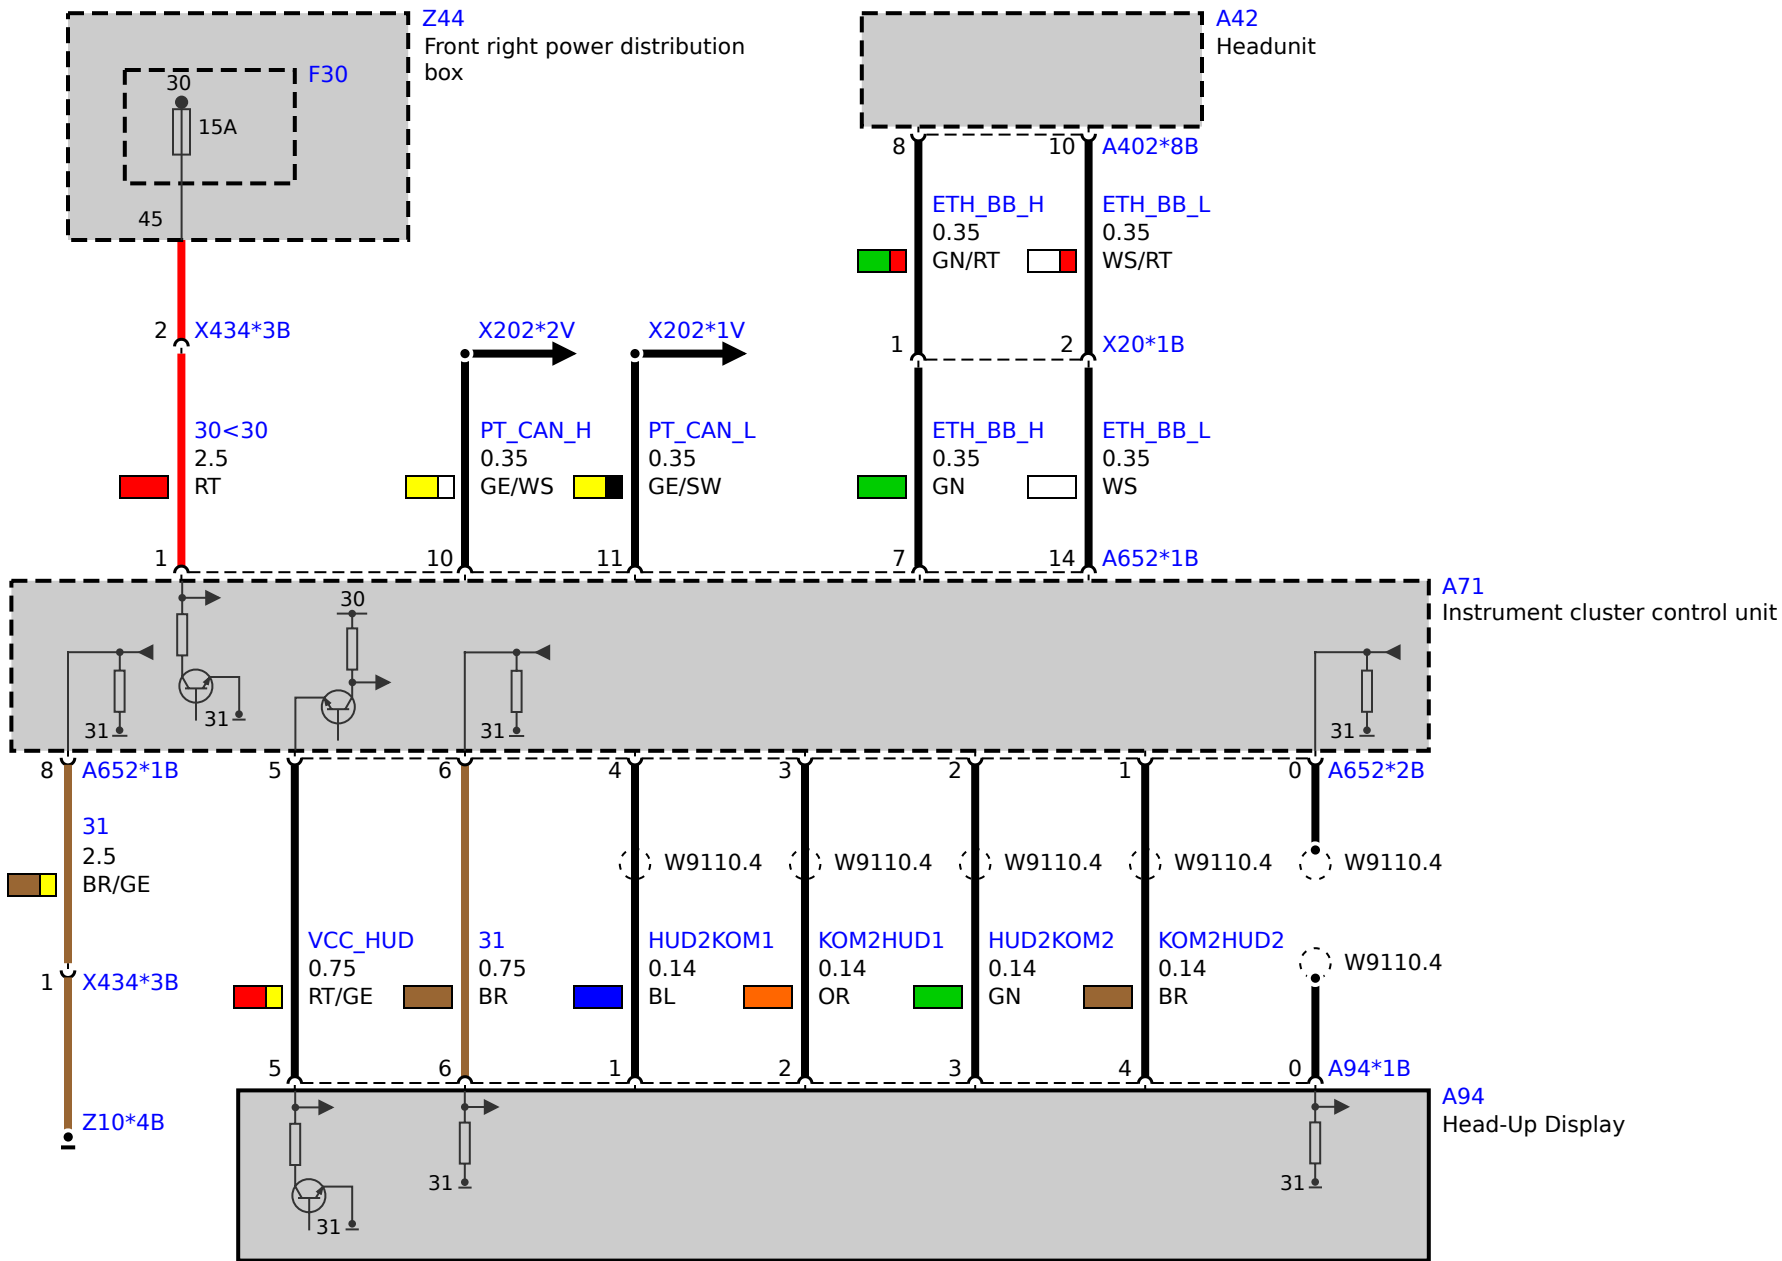 Z44
Front right power distribution
box
F30
30
15A
45
A42
Headunit
8
10
A402*8B
ETH_BB_H
0.35
GN/RT
ETH_BB_L
0.35
WS/RT
2
X434*3B
X202*2V
X202*1V
1
2
X20*1B
30<30
2.5
RT
PT_CAN_H
0.35
GE/WS
PT_CAN_L
0.35
GE/SW
ETH_BB_H
0.35
GN
ETH_BB_L
0.35
WS
1
10
11
7
14
A652*1B
A71
Instrument cluster control unit
30
31
31
31
31
8
A652*1B
5
6
4
3
2
1
0
A652*2B
31
2.5
BR/GE
W9110.4
W9110.4
W9110.4
W9110.4
W9110.4
VCC_HUD
0.75
RT/GE
31
0.75
BR
HUD2KOM1
0.14
BL
KOM2HUD1
0.14
OR
HUD2KOM2
0.14
GN
KOM2HUD2
0.14
BR
W9110.4
1
X434*3B
5
6
1
2
3
4
0
A94*1B
Z10*4B
A94
Head-Up Display
31
31
31